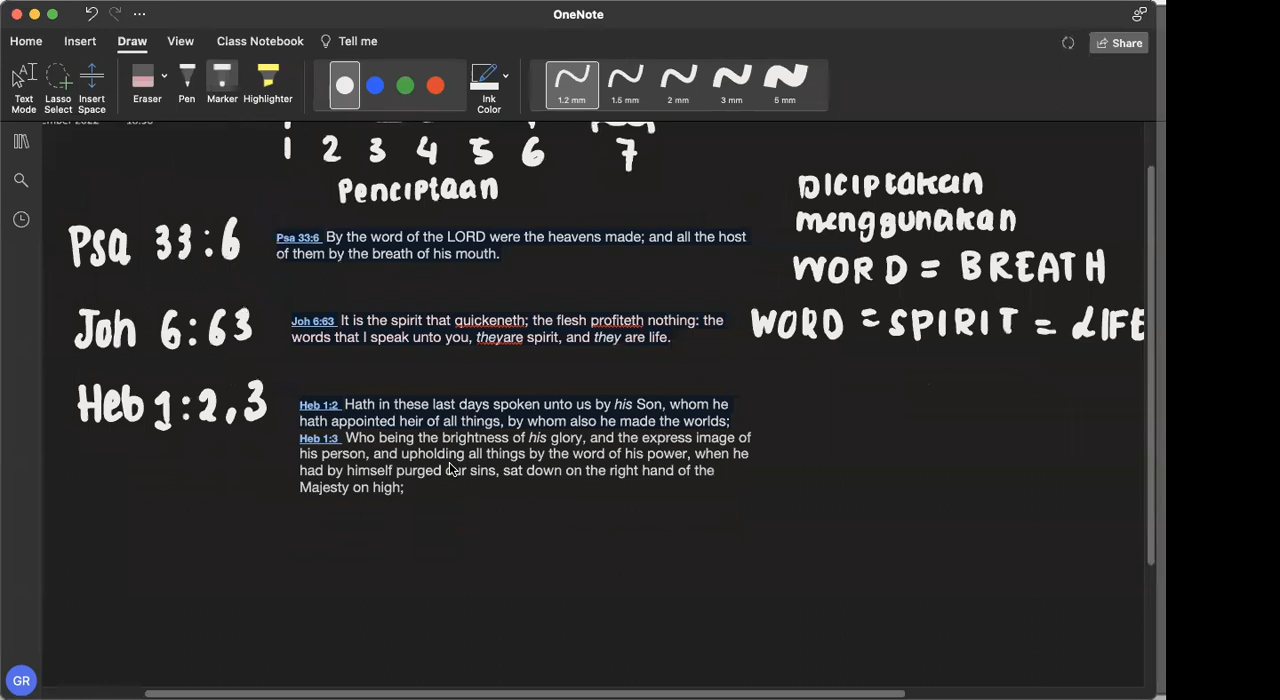 OneNote
Home Insert Draw View Class Notebook Tell me
Share
Text Mode
Lasso Select
Insert Space
Eraser
Pen
Marker
Highlighter
Ink Color
1.2 mm 1.5 mm 2 mm 3 mm 5 mm
1 2 3 4 5 6 7
Penciptaan
DICIPtakan
menggunakan
WORD = BREATH
Psa 33:6
Psa 33:6 By the word of the LORD were the heavens made; and all the host
of them by the breath of his mouth.
Joh 6:63
Joh 6:63 It is the spirit that quickeneth; the flesh profiteth nothing: the
words that I speak unto you, theyare spirit, and they are life.
WORD = SPIRIT = LIFE
Heb 1:2,3
Heb 1:2 Hath in these last days spoken unto us by his Son, whom he
hath appointed heir of all things, by whom also he made the worlds;
Heb 1:3 Who being the brightness of his glory, and the express image of
his person, and upholding all things by the word of his power, when he
had by himself purged our sins, sat down on the right hand of the
Majesty on high;
GR